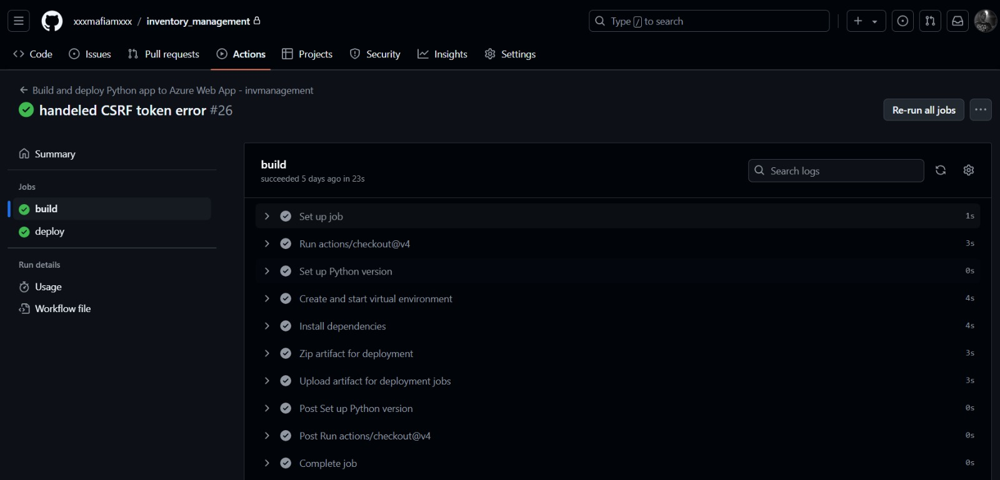 xxxmafiamxxx / inventory_management
Type / to search
Code Issues Pull requests Actions Projects Security Insights Settings
Build and deploy Python app to Azure Web App - invmanagement
handeled CSRF token error #26
Re-run all jobs
Summary
Jobs
build
deploy
Run details
Usage
Workflow file
build
succeeded 5 days ago in 23s
Search logs
Set up job 1s
Run actions/checkout@v4 3s
Set up Python version 0s
Create and start virtual environment 4s
Install dependencies 4s
Zip artifact for deployment 3s
Upload artifact for deployment jobs 3s
Post Set up Python version 0s
Post Run actions/checkout@v4 0s
Complete job 0s